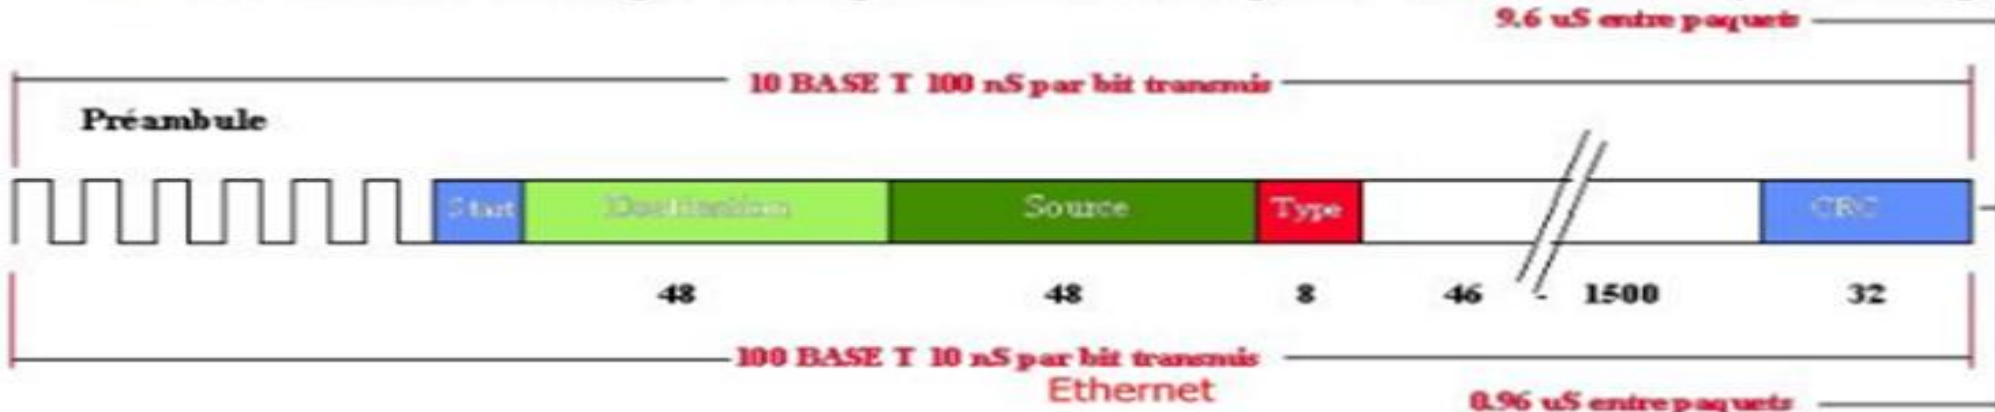 9.6 uS entre paquets
10 BASE T 100 nS par bit transmis
Préambule
Start Destination Source Type CRC
48 48 8 46 - 1500 32
100 BASE T 10 nS par bit transmis
Ethernet
0.96 uS entre paquets